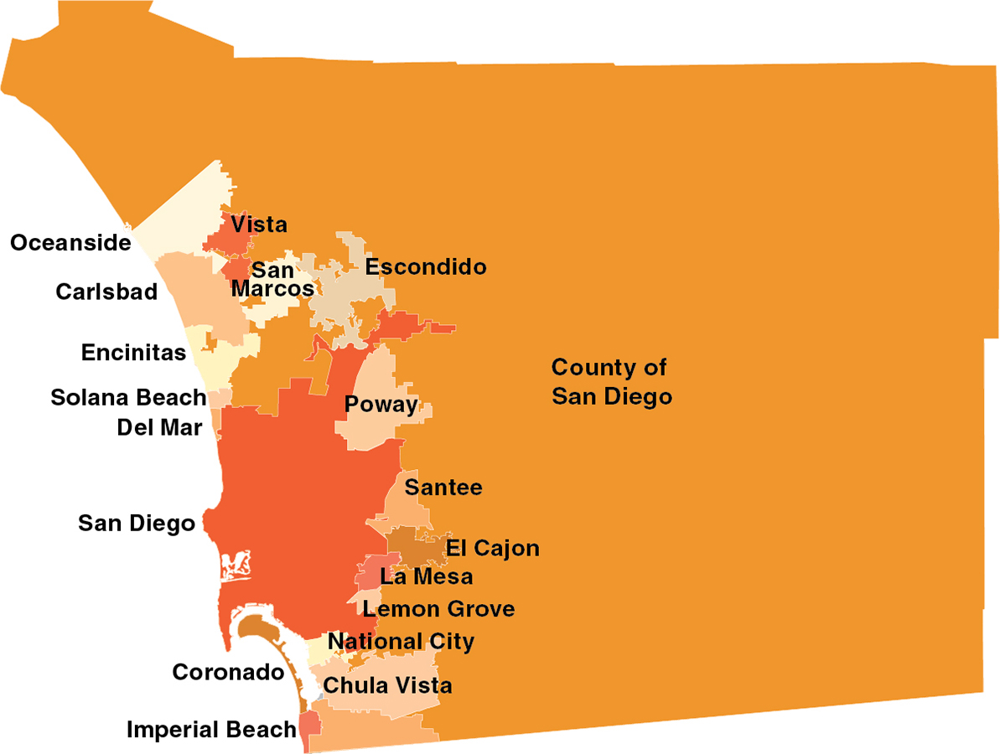 Vista
Oceanside
Escondido
San
Marcos
Carlsbad
Encinitas
County of
San Diego
Solana Beach
Poway
Del Mar
Santee
San Diego
El Cajon
La Mesa
Lemon Grove
National City
Coronado
Chula Vista
Imperial Beach